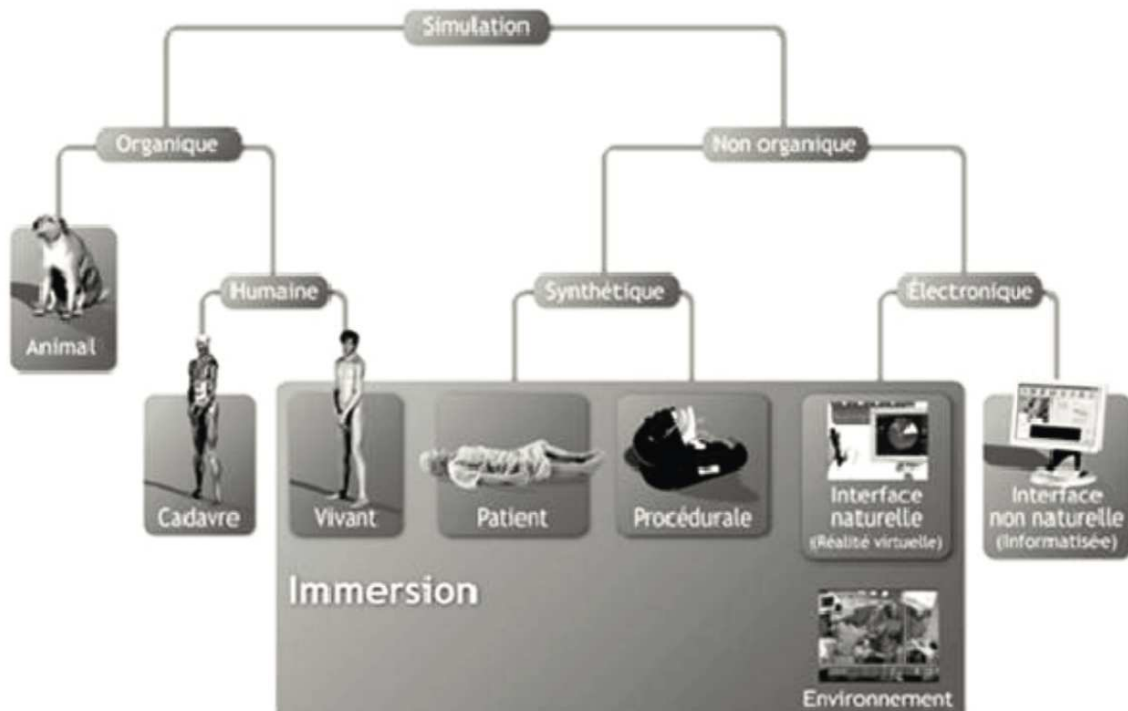 Simulation
Organique
Non organique
Humaine
Synthétique
Électronique
Animal
Cadavre
Vivant
Patient
Procédurale
Interface
naturelle
(Réalité virtuelle)
Interface
non naturelle
(Informatisée)
Immersion
Environnement